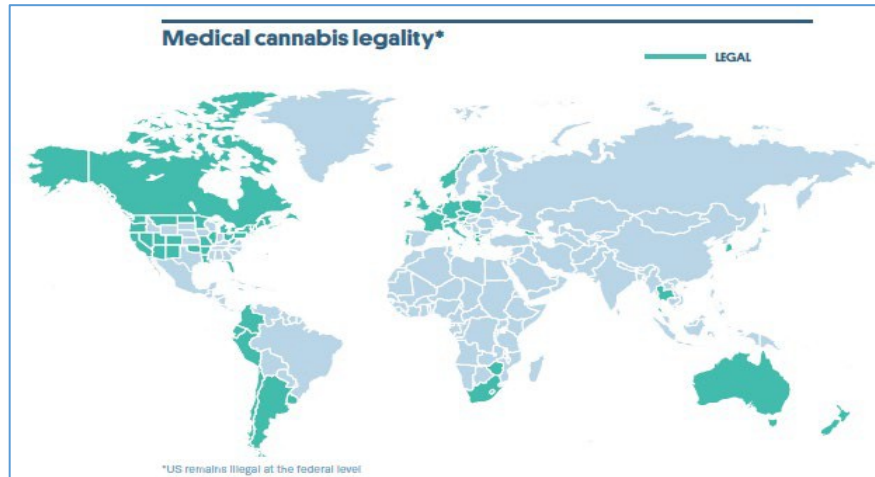 Medical cannabis legality*
LEGAL
*US remains illegal at the federal level